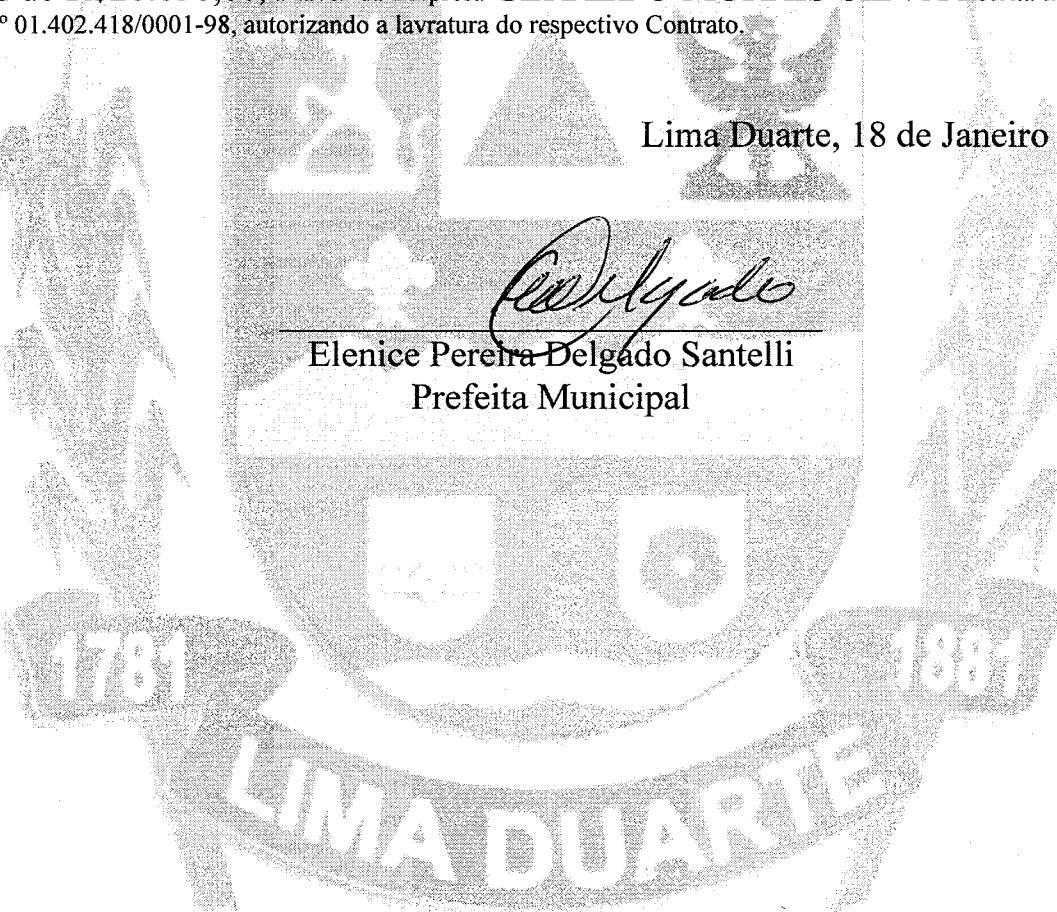 º 01.402.418/0001-98, autorizando a lavratura do respectivo Contrato.
Lima Duarte, 18 de Janeiro
Elenice Pereira Delgado Santelli
Prefeita Municipal
1781
1881
LIMA DUARTE